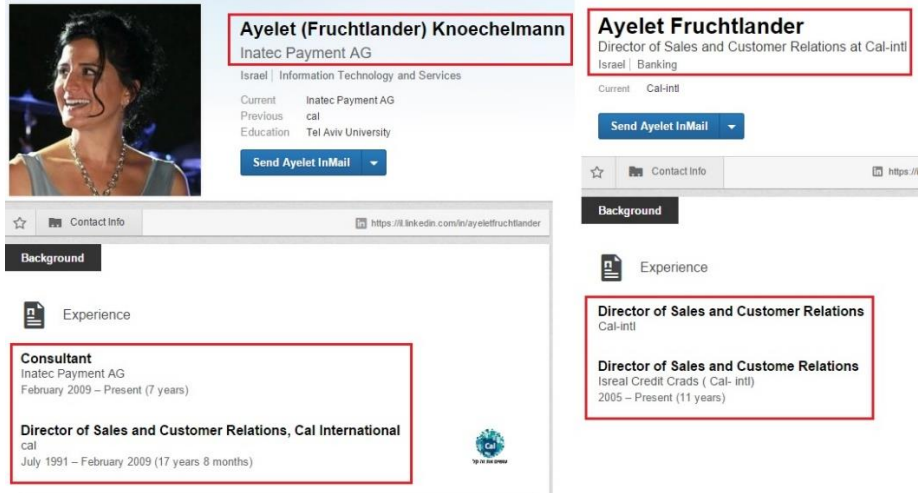 Ayelet (Fruchtlander) Knoechelmann
Inatec Payment AG
Israel | Information Technology and Services
Current Inatec Payment AG
Previous cal
Education Tel Aviv University
Send Ayelet InMail
Contact Info
https://il.linkedin.com/in/ayeletfruchtlander
Background
Experience
Consultant
Inatec Payment AG
February 2009 – Present (7 years)
Director of Sales and Customer Relations, Cal International
cal
July 1991 – February 2009 (17 years 8 months)
Cal
Ayelet Fruchtlander
Director of Sales and Customer Relations at Cal-intl
Israel | Banking
Current Cal-intl
Send Ayelet InMail
Contact Info
https://i
Background
Experience
Director of Sales and Customer Relations
Cal-intl
Director of Sales and Custome Relations
Isreal Credit Crads ( Cal- intl)
2005 – Present (11 years)